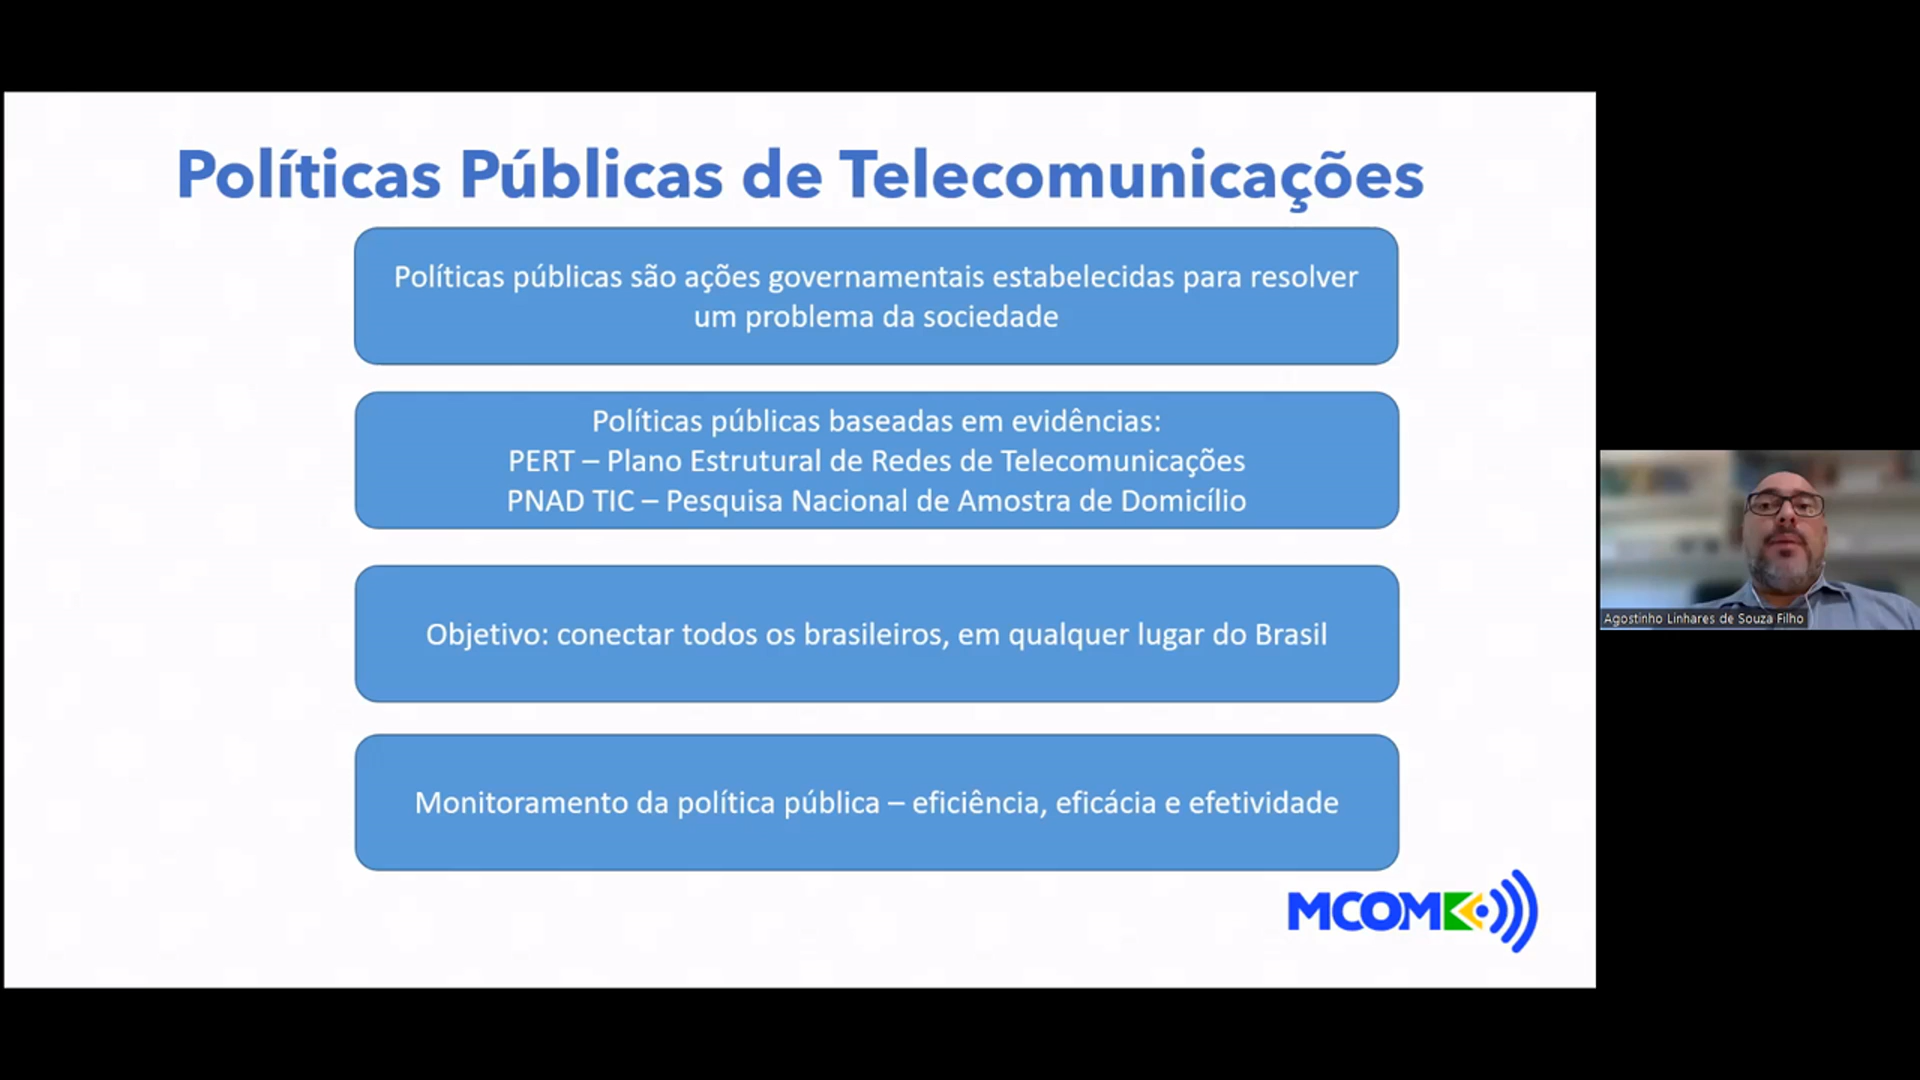 Políticas Públicas de Telecomunicações
Políticas públicas são ações governamentais estabelecidas para resolver
um problema da sociedade
Políticas públicas baseadas em evidências:
PERT – Plano Estrutural de Redes de Telecomunicações
PNAD TIC – Pesquisa Nacional de Amostra de Domicílio
Objetivo: conectar todos os brasileiros, em qualquer lugar do Brasil
Monitoramento da política pública – eficiência, eficácia e efetividade
MCOM
Agostinho Linhares de Souza Filho